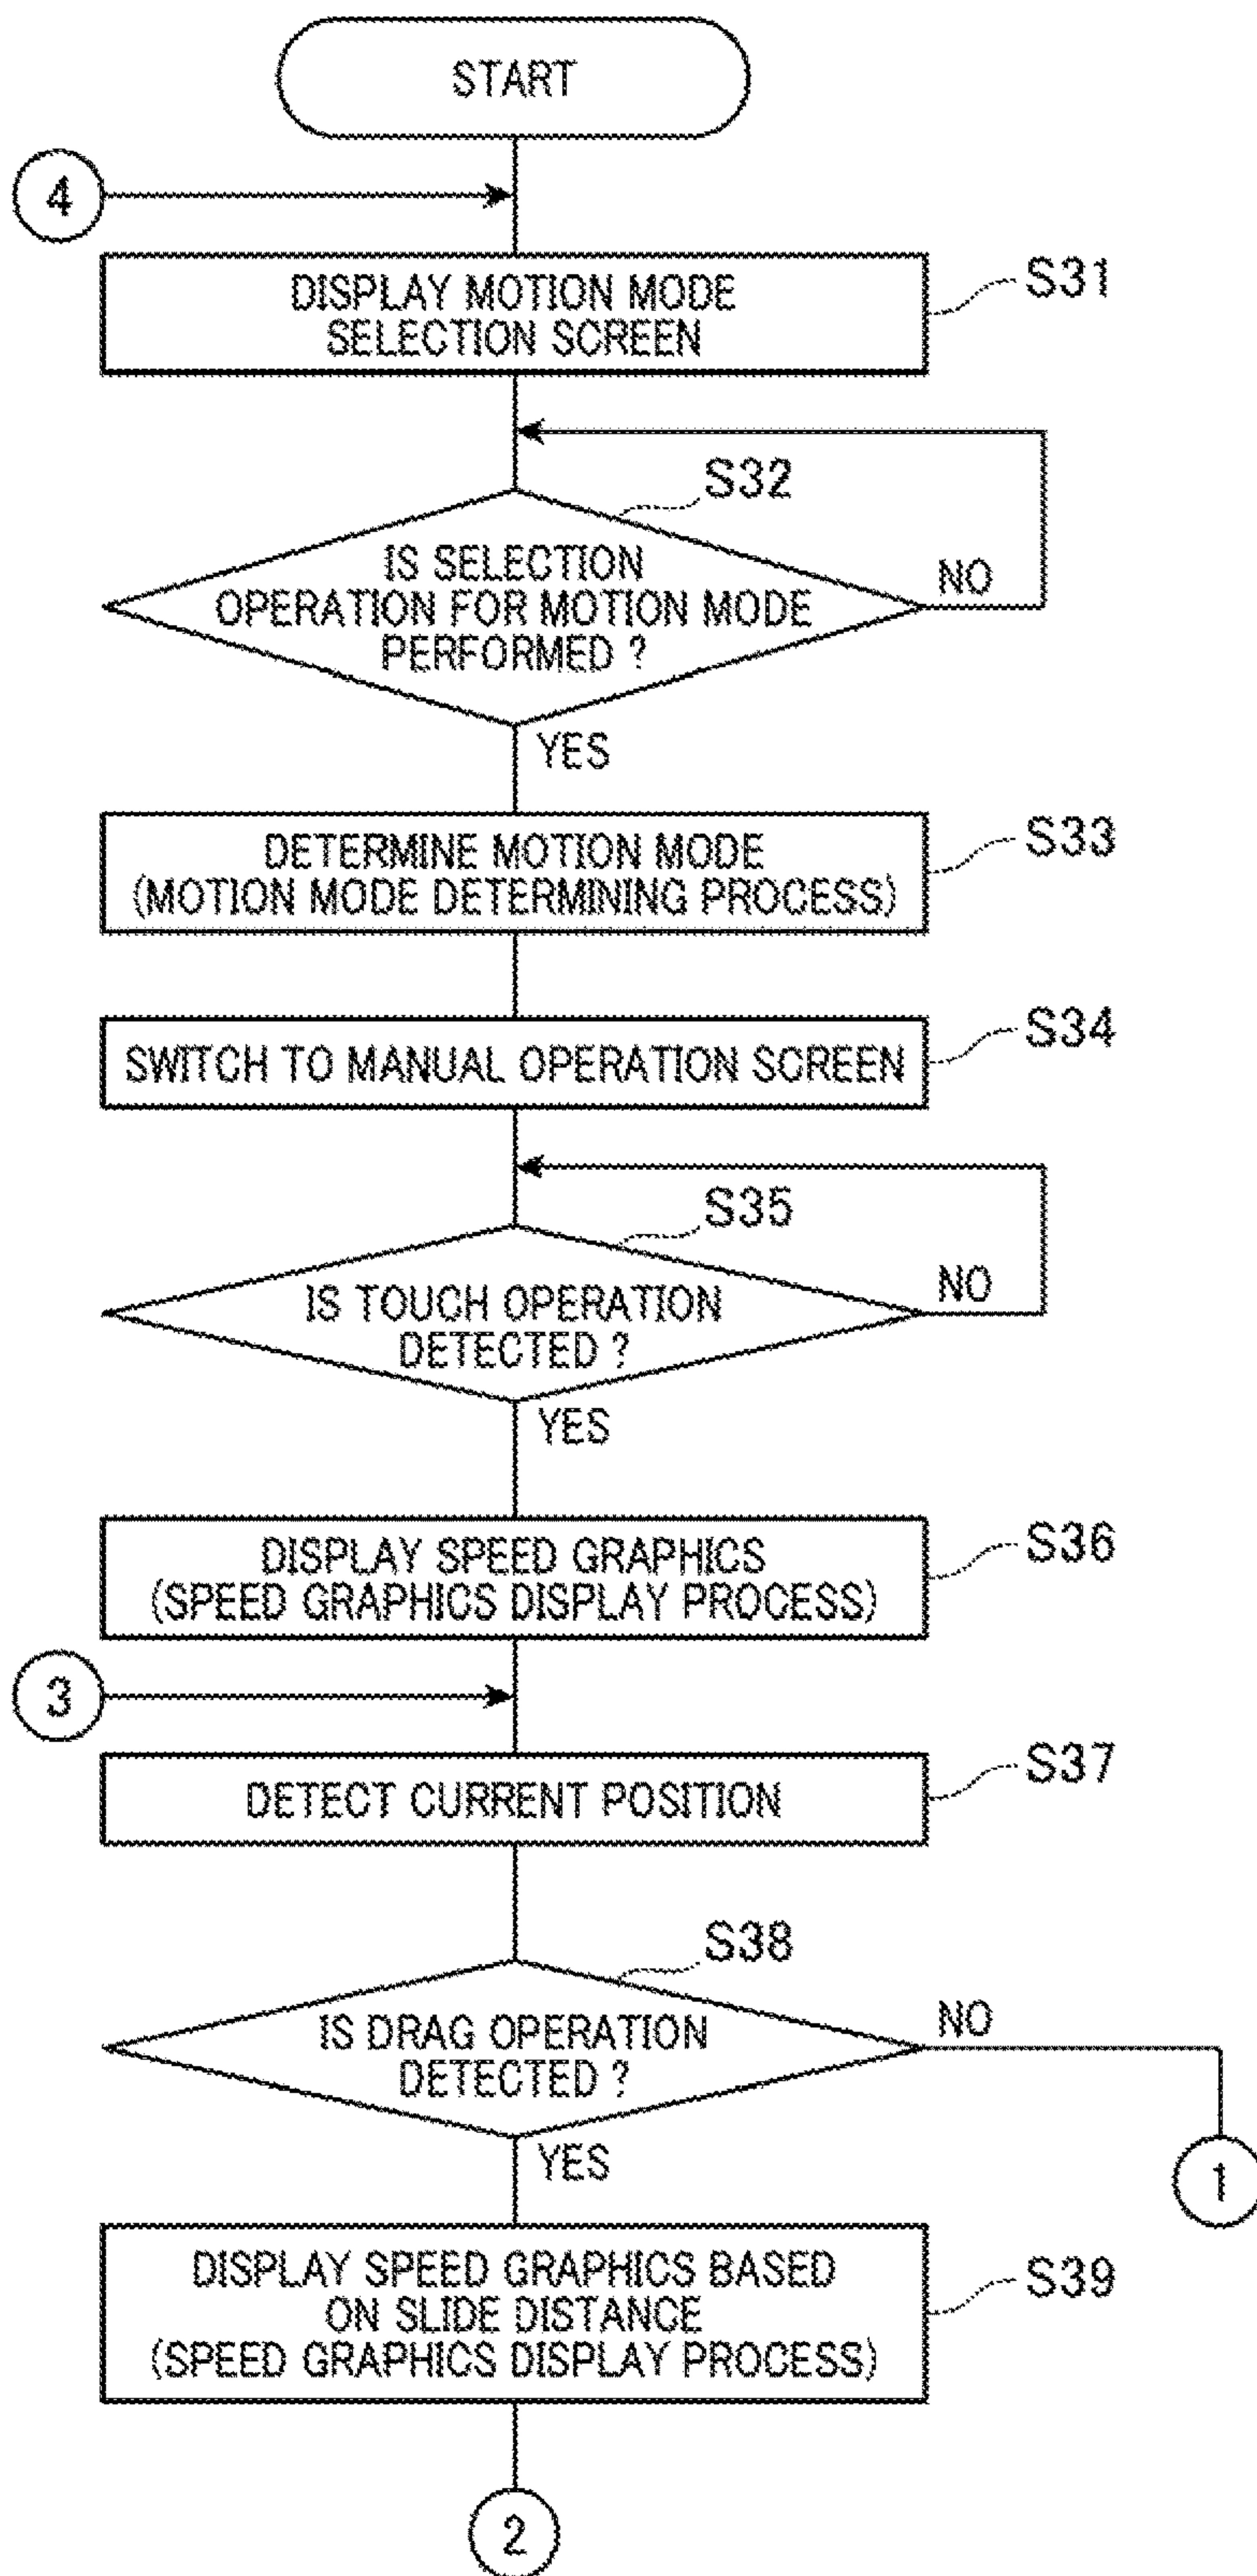 START
4
DISPLAY MOTION MODE
SELECTION SCREEN
S31
S32
IS SELECTION
OPERATION FOR MOTION MODE
PERFORMED ?
NO
YES
DETERMINE MOTION MODE
(MOTION MODE DETERMINING PROCESS)
S33
SWITCH TO MANUAL OPERATION SCREEN
S34
S35
IS TOUCH OPERATION
DETECTED ?
NO
YES
DISPLAY SPEED GRAPHICS
(SPEED GRAPHICS DISPLAY PROCESS)
S36
3
DETECT CURRENT POSITION
S37
S38
IS DRAG OPERATION
DETECTED ?
NO
YES
1
DISPLAY SPEED GRAPHICS BASED
ON SLIDE DISTANCE
(SPEED GRAPHICS DISPLAY PROCESS)
S39
2